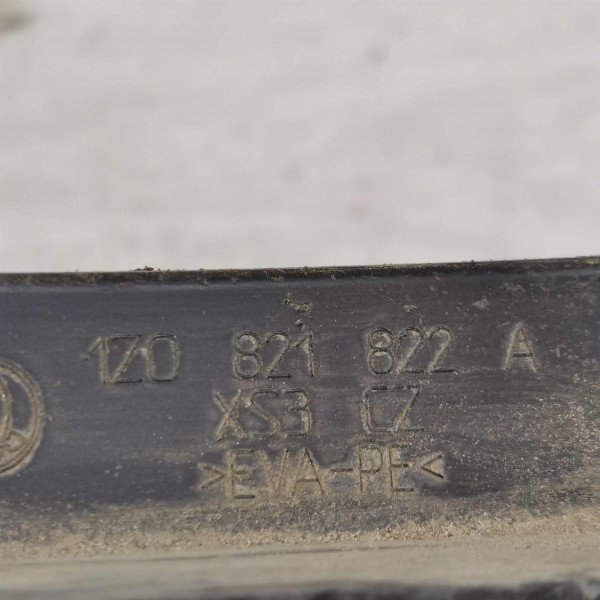 1Z0 821 822 A
XS3 CZ
>EVA-PE<